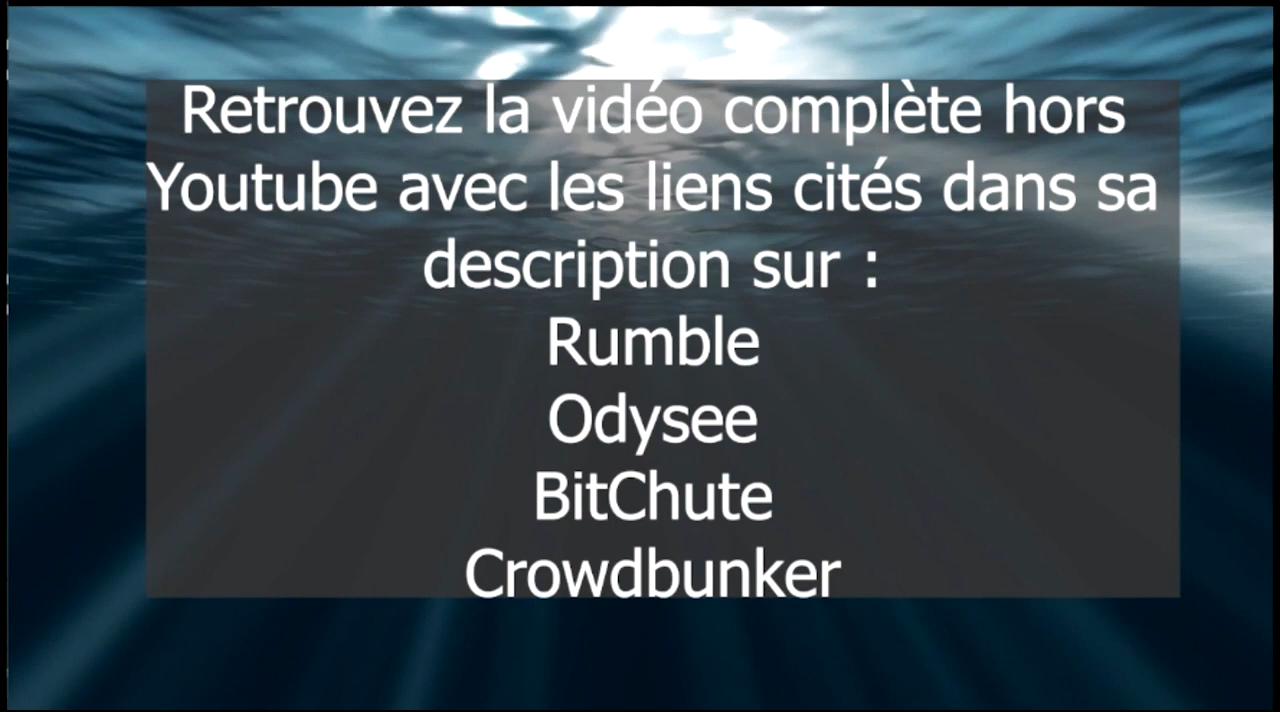 Retrouvez la vidéo complète hors
Youtube avec les liens cités dans sa
description sur :
Rumble
Odysee
BitChute
Crowdbunker